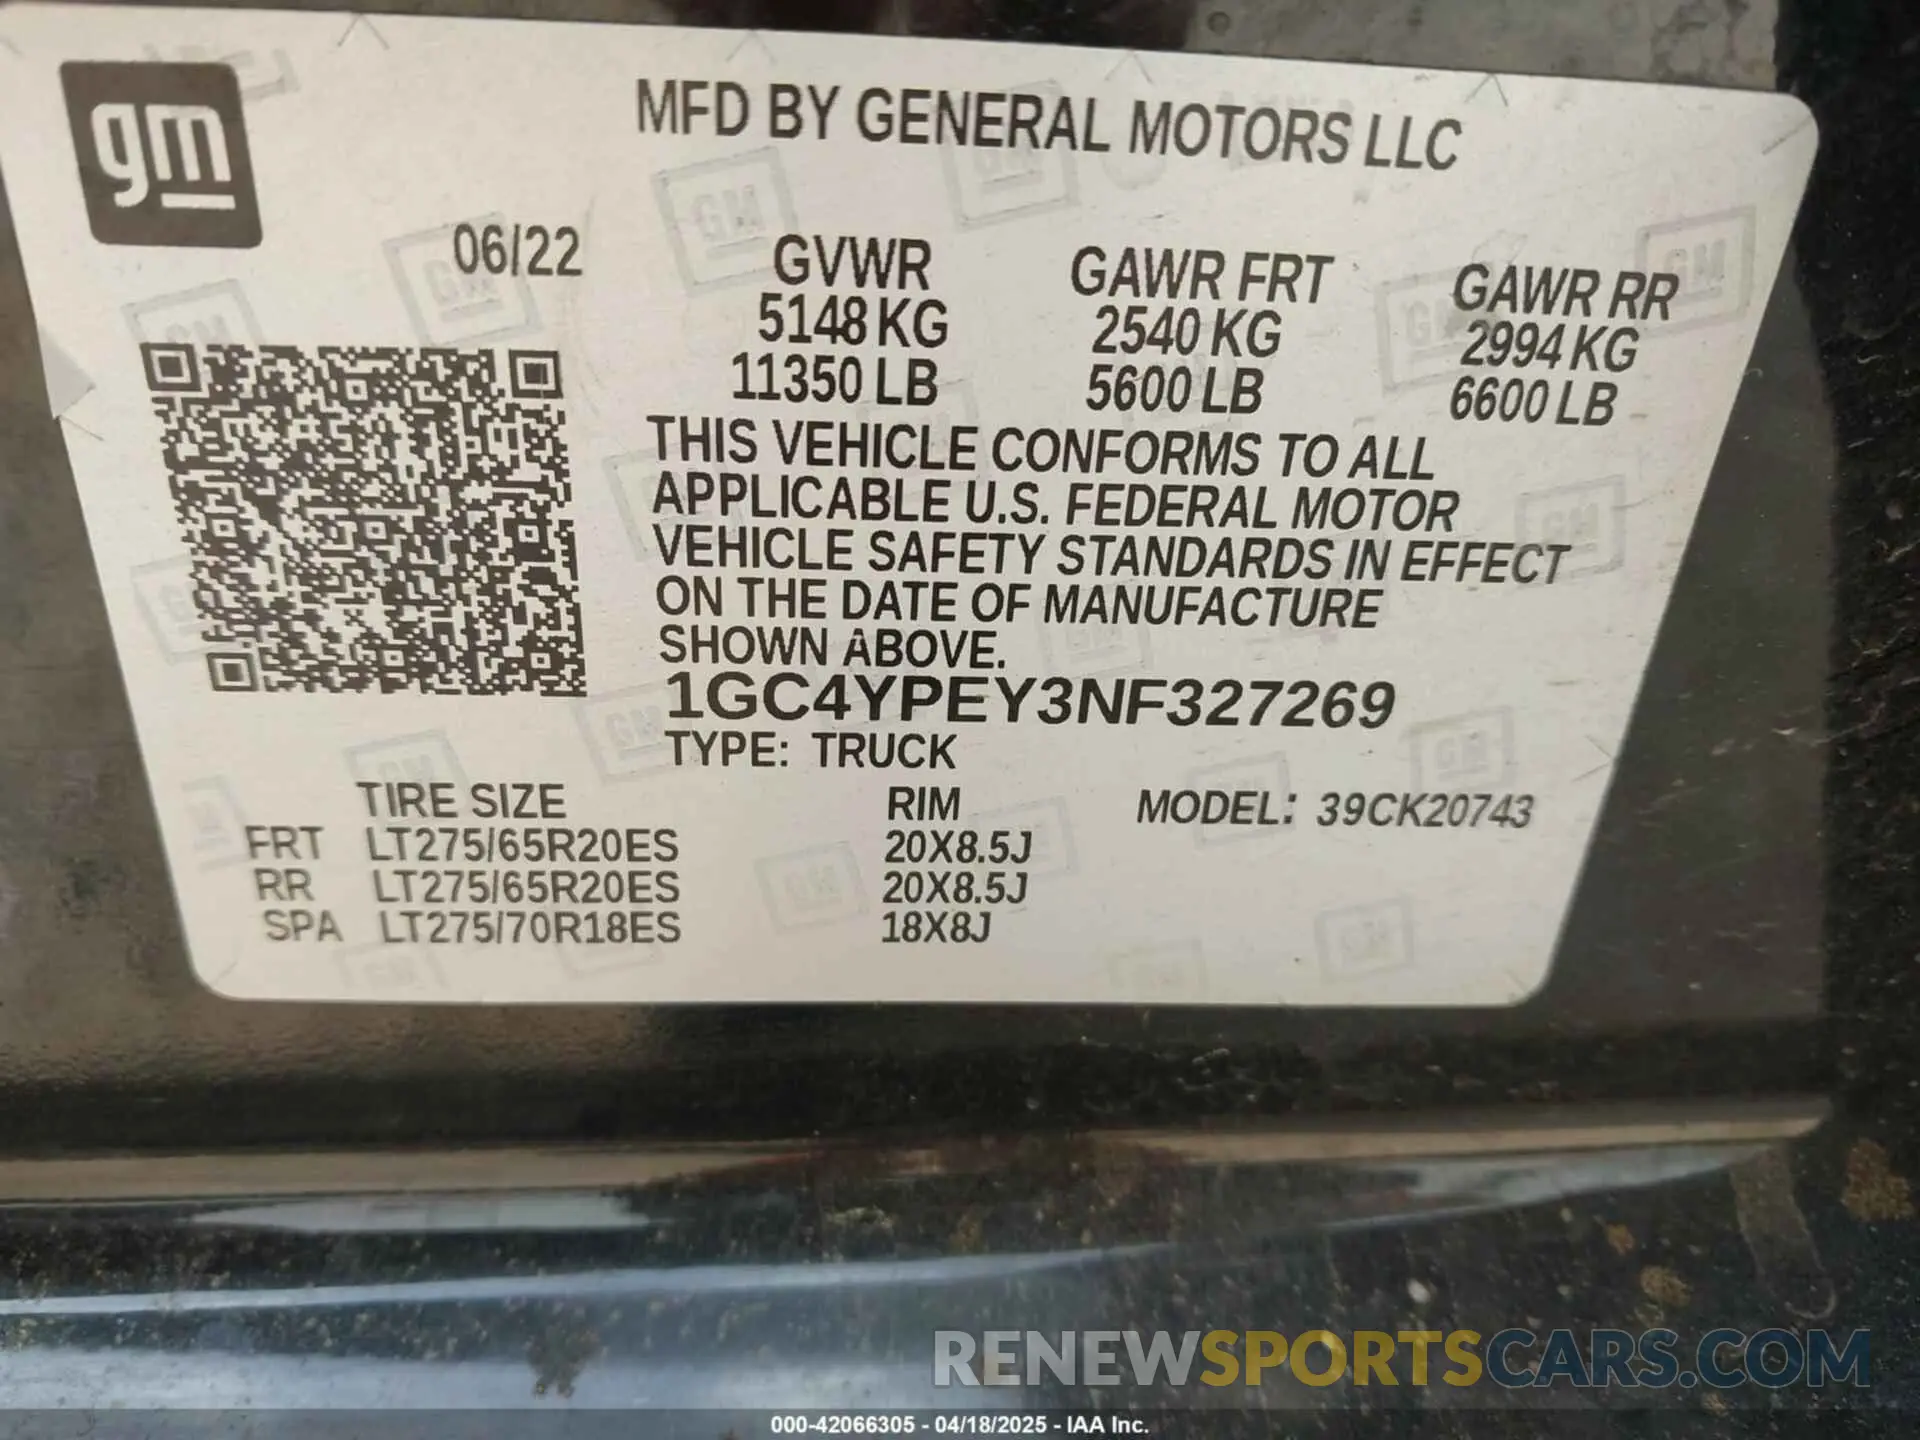 gm
MFD BY GENERAL MOTORS LLC
06/22 GVWR GAWR FRT GAWR RR
5148 KG 2540 KG 2994 KG
11350 LB 5600 LB 6600 LB
THIS VEHICLE CONFORMS TO ALL
APPLICABLE U.S. FEDERAL MOTOR
VEHICLE SAFETY STANDARDS IN EFFECT
ON THE DATE OF MANUFACTURE
SHOWN ABOVE.
1GC4YPEY3NF327269
TYPE: TRUCK
TIRE SIZE RIM MODEL: 39CK20743
FRT LT275/65R20ES 20X8.5J
RR LT275/65R20ES 20X8.5J
SPA LT275/70R18ES 18X8J
RENEWSPORTSCARS.COM
000-42066305 - 04/18/2025 - IAA Inc.